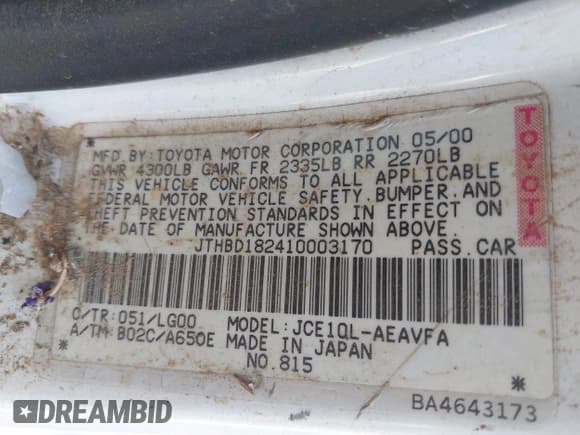 MFD BY:TOYOTA MOTOR CORPORATION 05/00
GVWR 4300LB GAWR FR 2335LB RR 2270LB
THIS VEHICLE CONFORMS TO ALL APPLICABLE
FEDERAL MOTOR VEHICLE SAFETY,BUMPER,AND
THEFT PREVENTION STANDARDS IN EFFECT ON
THE DATE OF MANUFACTURE SHOWN ABOVE.
JTHBD182410003170 PASS.CAR
C/TR:051/LG00 MODEL:JCE10L-AEAVFA
A/TM B02C/A650E MADE IN JAPAN
NO.815
BA4643173
TOYOTA
DREAMBID